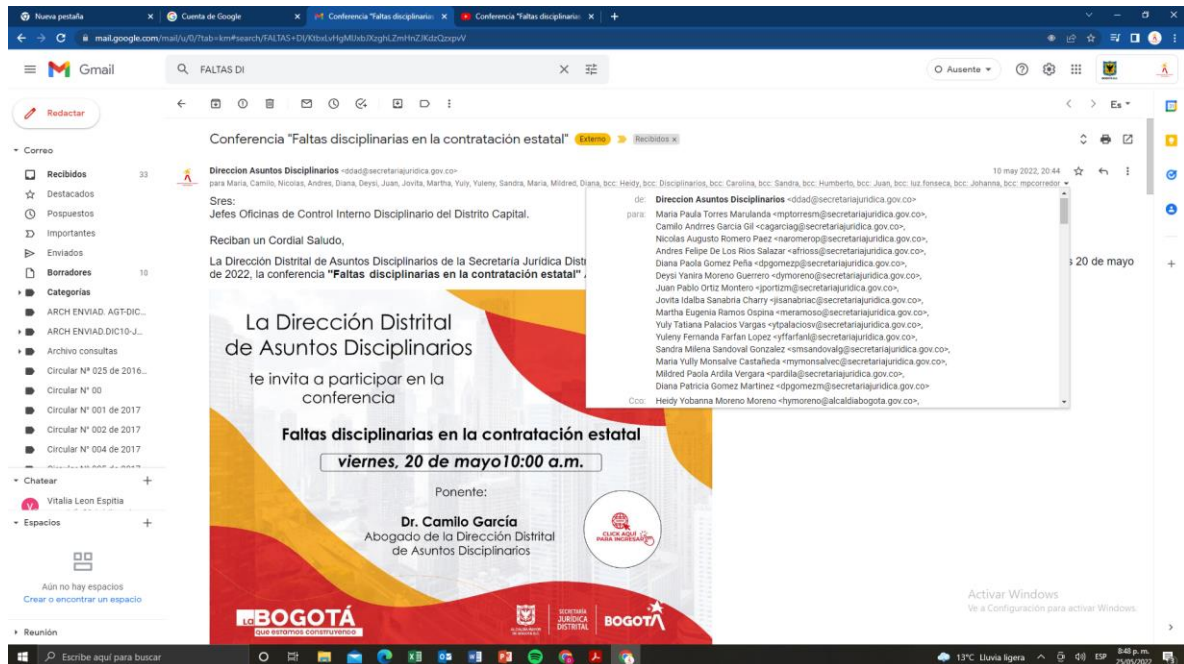 Nueva pestaña
Cuenta de Google
Conferencia "Faltas disciplinarias
Conferencia "Faltas disciplinarias
mail.google.com/mail/u/0/?tab=km#search/FALTAS+DI/
Gmail
FALTAS DI
Ausente
Redactar
Es
Conferencia "Faltas disciplinarias en la contratación estatal" Externo Recibidos x
Correo
Recibidos 33
Destacados
Pospuestos
Importantes
Enviados
Borradores 10
Categorías
ARCH ENVIAD. AGT-DIC...
ARCH ENVIAD.DIC10-J...
Archivo consultas
Circular Nª 025 de 2016...
Circular N° 00
Circular N° 001 de 2017
Circular N° 002 de 2017
Circular N° 004 de 2017
Chatear
Vitalia Leon Espitia
Espacios
Aún no hay espacios
Crear o encontrar un espacio
Reunión
Direccion Asuntos Disciplinarios <ddad@secretariajuridica.gov.co>
10 may 2022, 20:44
para Maria, Camilo, Nicolas, Andres, Diana, Deysi, Juan, Jovita, Martha, Yuly, Yuleny, Sandra, Maria, Mildred, Diana, bcc: Heidy, bcc: Disciplinarios, bcc: Carolina, bcc: Sandra, bcc: Humberto, bcc: Juan, bcc: luz.fonseca, bcc: Johanna, bcc: mpcorredor
Sres:
Jefes Oficinas de Control Interno Disciplinario del Distrito Capital.
Reciban un Cordial Saludo,
La Dirección Distrital de Asuntos Disciplinarios de la Secretaría Jurídica Dist
20 de mayo
de 2022, la conferencia "Faltas disciplinarias en la contratación estatal"
de: Direccion Asuntos Disciplinarios <ddad@secretariajuridica.gov.co>
para: Maria Paula Torres Marulanda <mptorresm@secretariajuridica.gov.co>,
Camilo Andrres Garcia Gil <cagarciag@secretariajuridica.gov.co>,
Nicolas Augusto Romero Paez <naromerop@secretariajuridica.gov.co>,
Andres Felipe De Los Rios Salazar <afrioss@secretariajuridica.gov.co>,
Diana Paola Gomez Peña <dpgomezp@secretariajuridica.gov.co>,
Deysi Yanira Moreno Guerrero <dymoreno@secretariajuridica.gov.co>,
Juan Pablo Ortiz Montero <jportizm@secretariajuridica.gov.co>,
Jovita Idalba Sanabria Charry <jisanabriac@secretariajuridica.gov.co>,
Martha Eugenia Ramos Ospina <meramoso@secretariajuridica.gov.co>,
Yuly Tatiana Palacios Vargas <ytpalaciosv@secretariajuridica.gov.co>,
Yuleny Fernanda Farfan Lopez <yffarfanl@secretariajuridica.gov.co>,
Sandra Milena Sandoval Gonzalez <smsandovalg@secretariajuridica.gov.co>,
Maria Yully Monsalve Castañeda <mymonsalvec@secretariajuridica.gov.co>,
Mildred Paola Ardila Vergara <pardila@secretariajuridica.gov.co>,
Diana Patricia Gomez Martinez <dpgomezm@secretariajuridica.gov.co>
Cco: Heidy Yobanna Moreno Moreno <hymoreno@alcaldiabogota.gov.co>,
La Dirección Distrital
de Asuntos Disciplinarios
te invita a participar en la
conferencia
Faltas disciplinarias en la contratación estatal
viernes, 20 de mayo10:00 a.m.
Ponente:
Dr. Camilo García
Abogado de la Dirección Distrital
de Asuntos Disciplinarios
CLICK AQUÍ
PARA INGRESAR
LA BOGOTÁ
que estamos construyendo
SECRETARÍA
JURÍDICA
DISTRITAL
BOGOTÁ
Activar Windows
Ve a Configuración para activar Windows.
Escribe aquí para buscar
13°C Lluvia ligera
ESP
8:48 p. m.
25/05/2022